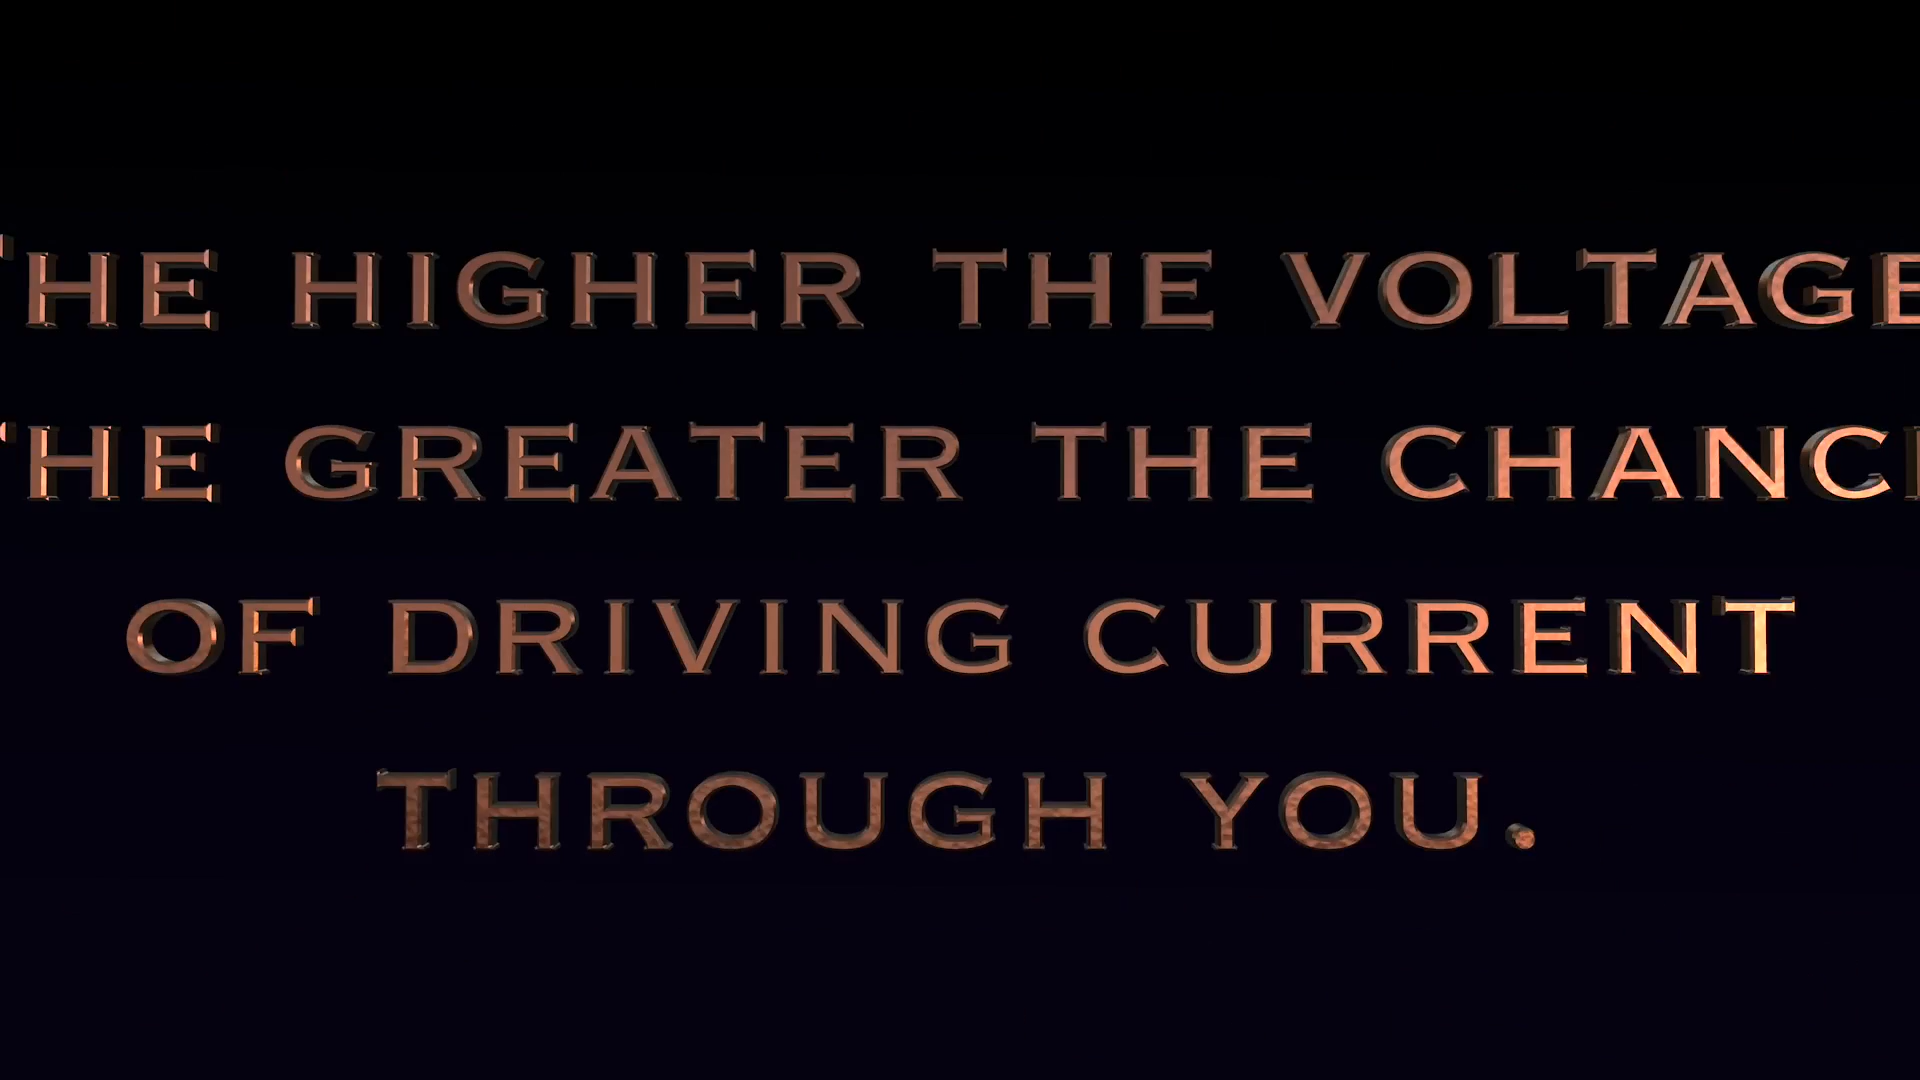 THE HIGHER THE VOLTAGE
THE GREATER THE CHANCE
OF DRIVING CURRENT
THROUGH YOU.